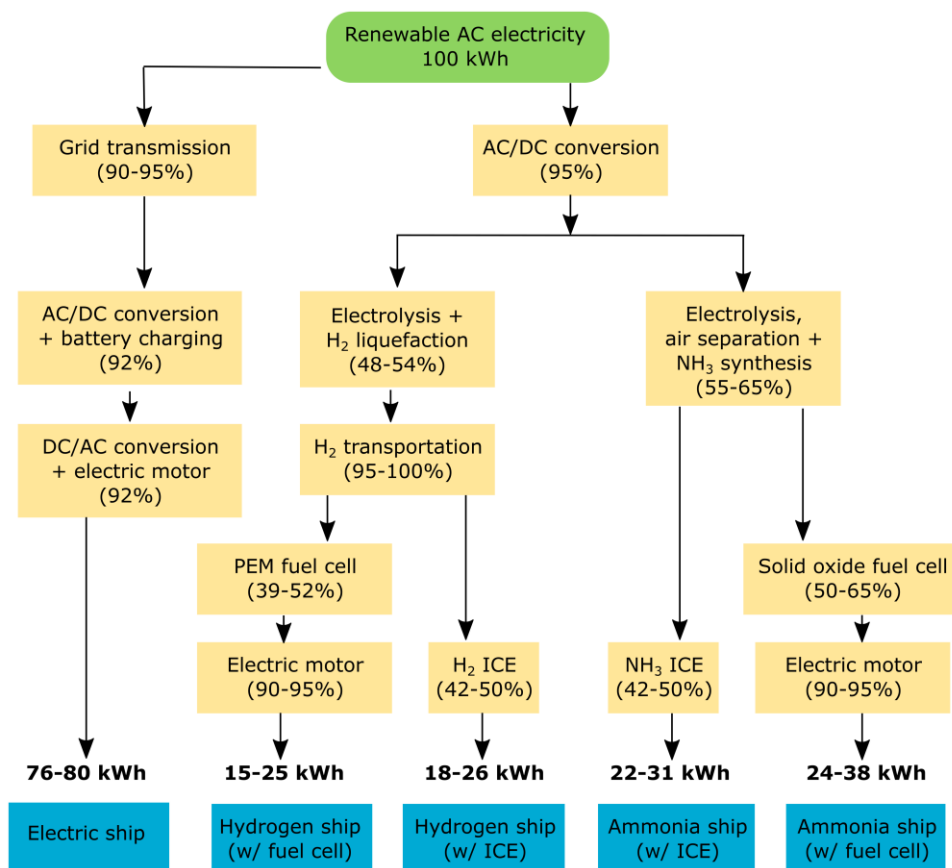 Renewable AC electricity
100 kWh
Grid transmission
(90-95%)
AC/DC conversion
(95%)
AC/DC conversion
+ battery charging
(92%)
Electrolysis +
H₂ liquefaction
(48-54%)
Electrolysis,
air separation +
NH₃ synthesis
(55-65%)
DC/AC conversion
+ electric motor
(92%)
H₂ transportation
(95-100%)
PEM fuel cell
(39-52%)
Solid oxide fuel cell
(50-65%)
Electric motor
(90-95%)
H₂ ICE
(42-50%)
NH₃ ICE
(42-50%)
Electric motor
(90-95%)
76-80 kWh
15-25 kWh
18-26 kWh
22-31 kWh
24-38 kWh
Electric ship
Hydrogen ship
(w/ fuel cell)
Hydrogen ship
(w/ ICE)
Ammonia ship
(w/ ICE)
Ammonia ship
(w/ fuel cell)